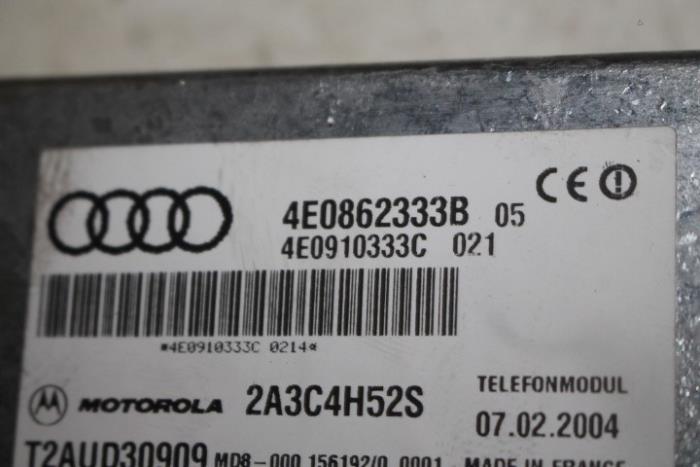 4E0862333B 05
4E0910333C 021
*4E0910333C 0214*
MOTOROLA 2A3C4H52S
TELEFONMODUL
07.02.2004
T2AUD30909 MD8-000 156192/0 0001
MADE IN FRANCE